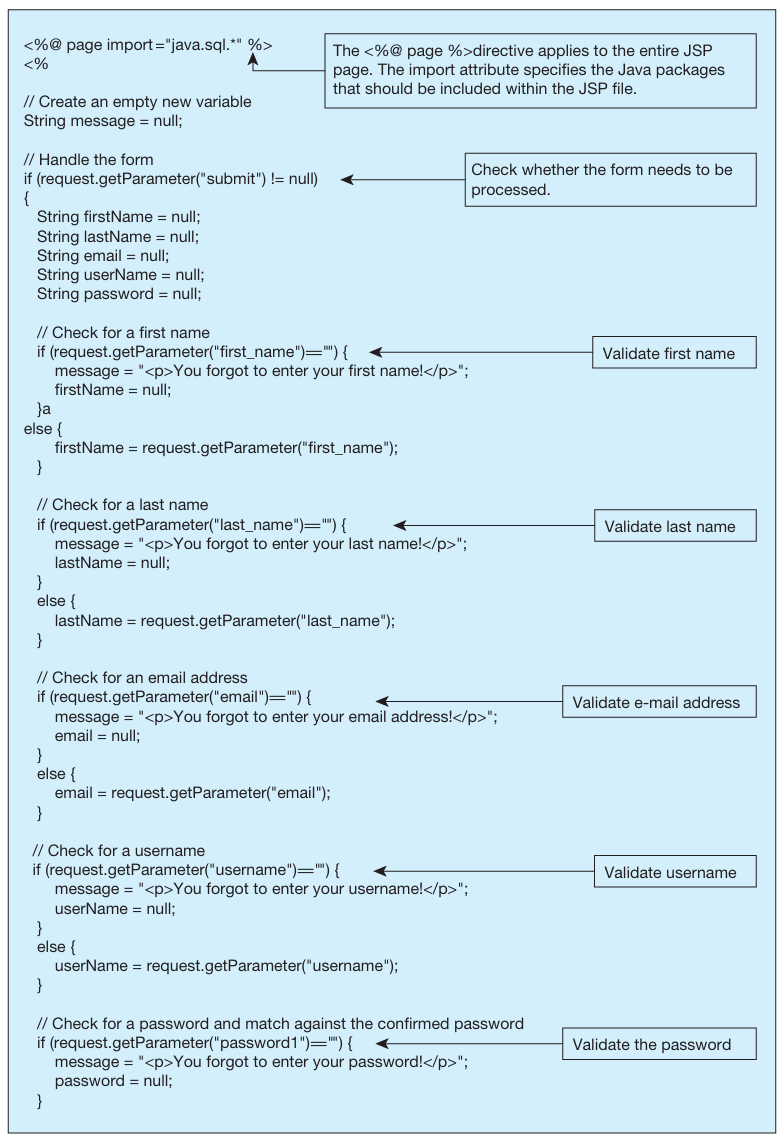 <%@ page import="java.sql.*" %>
<%
The <%@ page %>directive applies to the entire JSP
page. The import attribute specifies the Java packages
that should be included within the JSP file.
// Create an empty new variable
String message = null;
// Handle the form
if (request.getParameter("submit") != null)
Check whether the form needs to be
processed.
{
String firstName = null;
String lastName = null;
String email = null;
String userName = null;
String password = null;
// Check for a first name
if (request.getParameter("first_name")=="") {
Validate first name
message = "<p>You forgot to enter your first name!</p>";
firstName = null;
}a
else {
firstName = request.getParameter("first_name");
}
// Check for a last name
if (request.getParameter("last_name")=="") {
Validate last name
message = "<p>You forgot to enter your last name!</p>";
lastName = null;
}
else {
lastName = request.getParameter("last_name");
}
// Check for an email address
if (request.getParameter("email")=="") {
Validate e-mail address
message = "<p>You forgot to enter your email address!</p>";
email = null;
}
else {
email = request.getParameter("email");
}
// Check for a username
if (request.getParameter("username")=="") {
Validate username
message = "<p>You forgot to enter your username!</p>";
userName = null;
}
else {
userName = request.getParameter("username");
}
// Check for a password and match against the confirmed password
if (request.getParameter("password1")=="") {
Validate the password
message = "<p>You forgot to enter your password!</p>";
password = null;
}